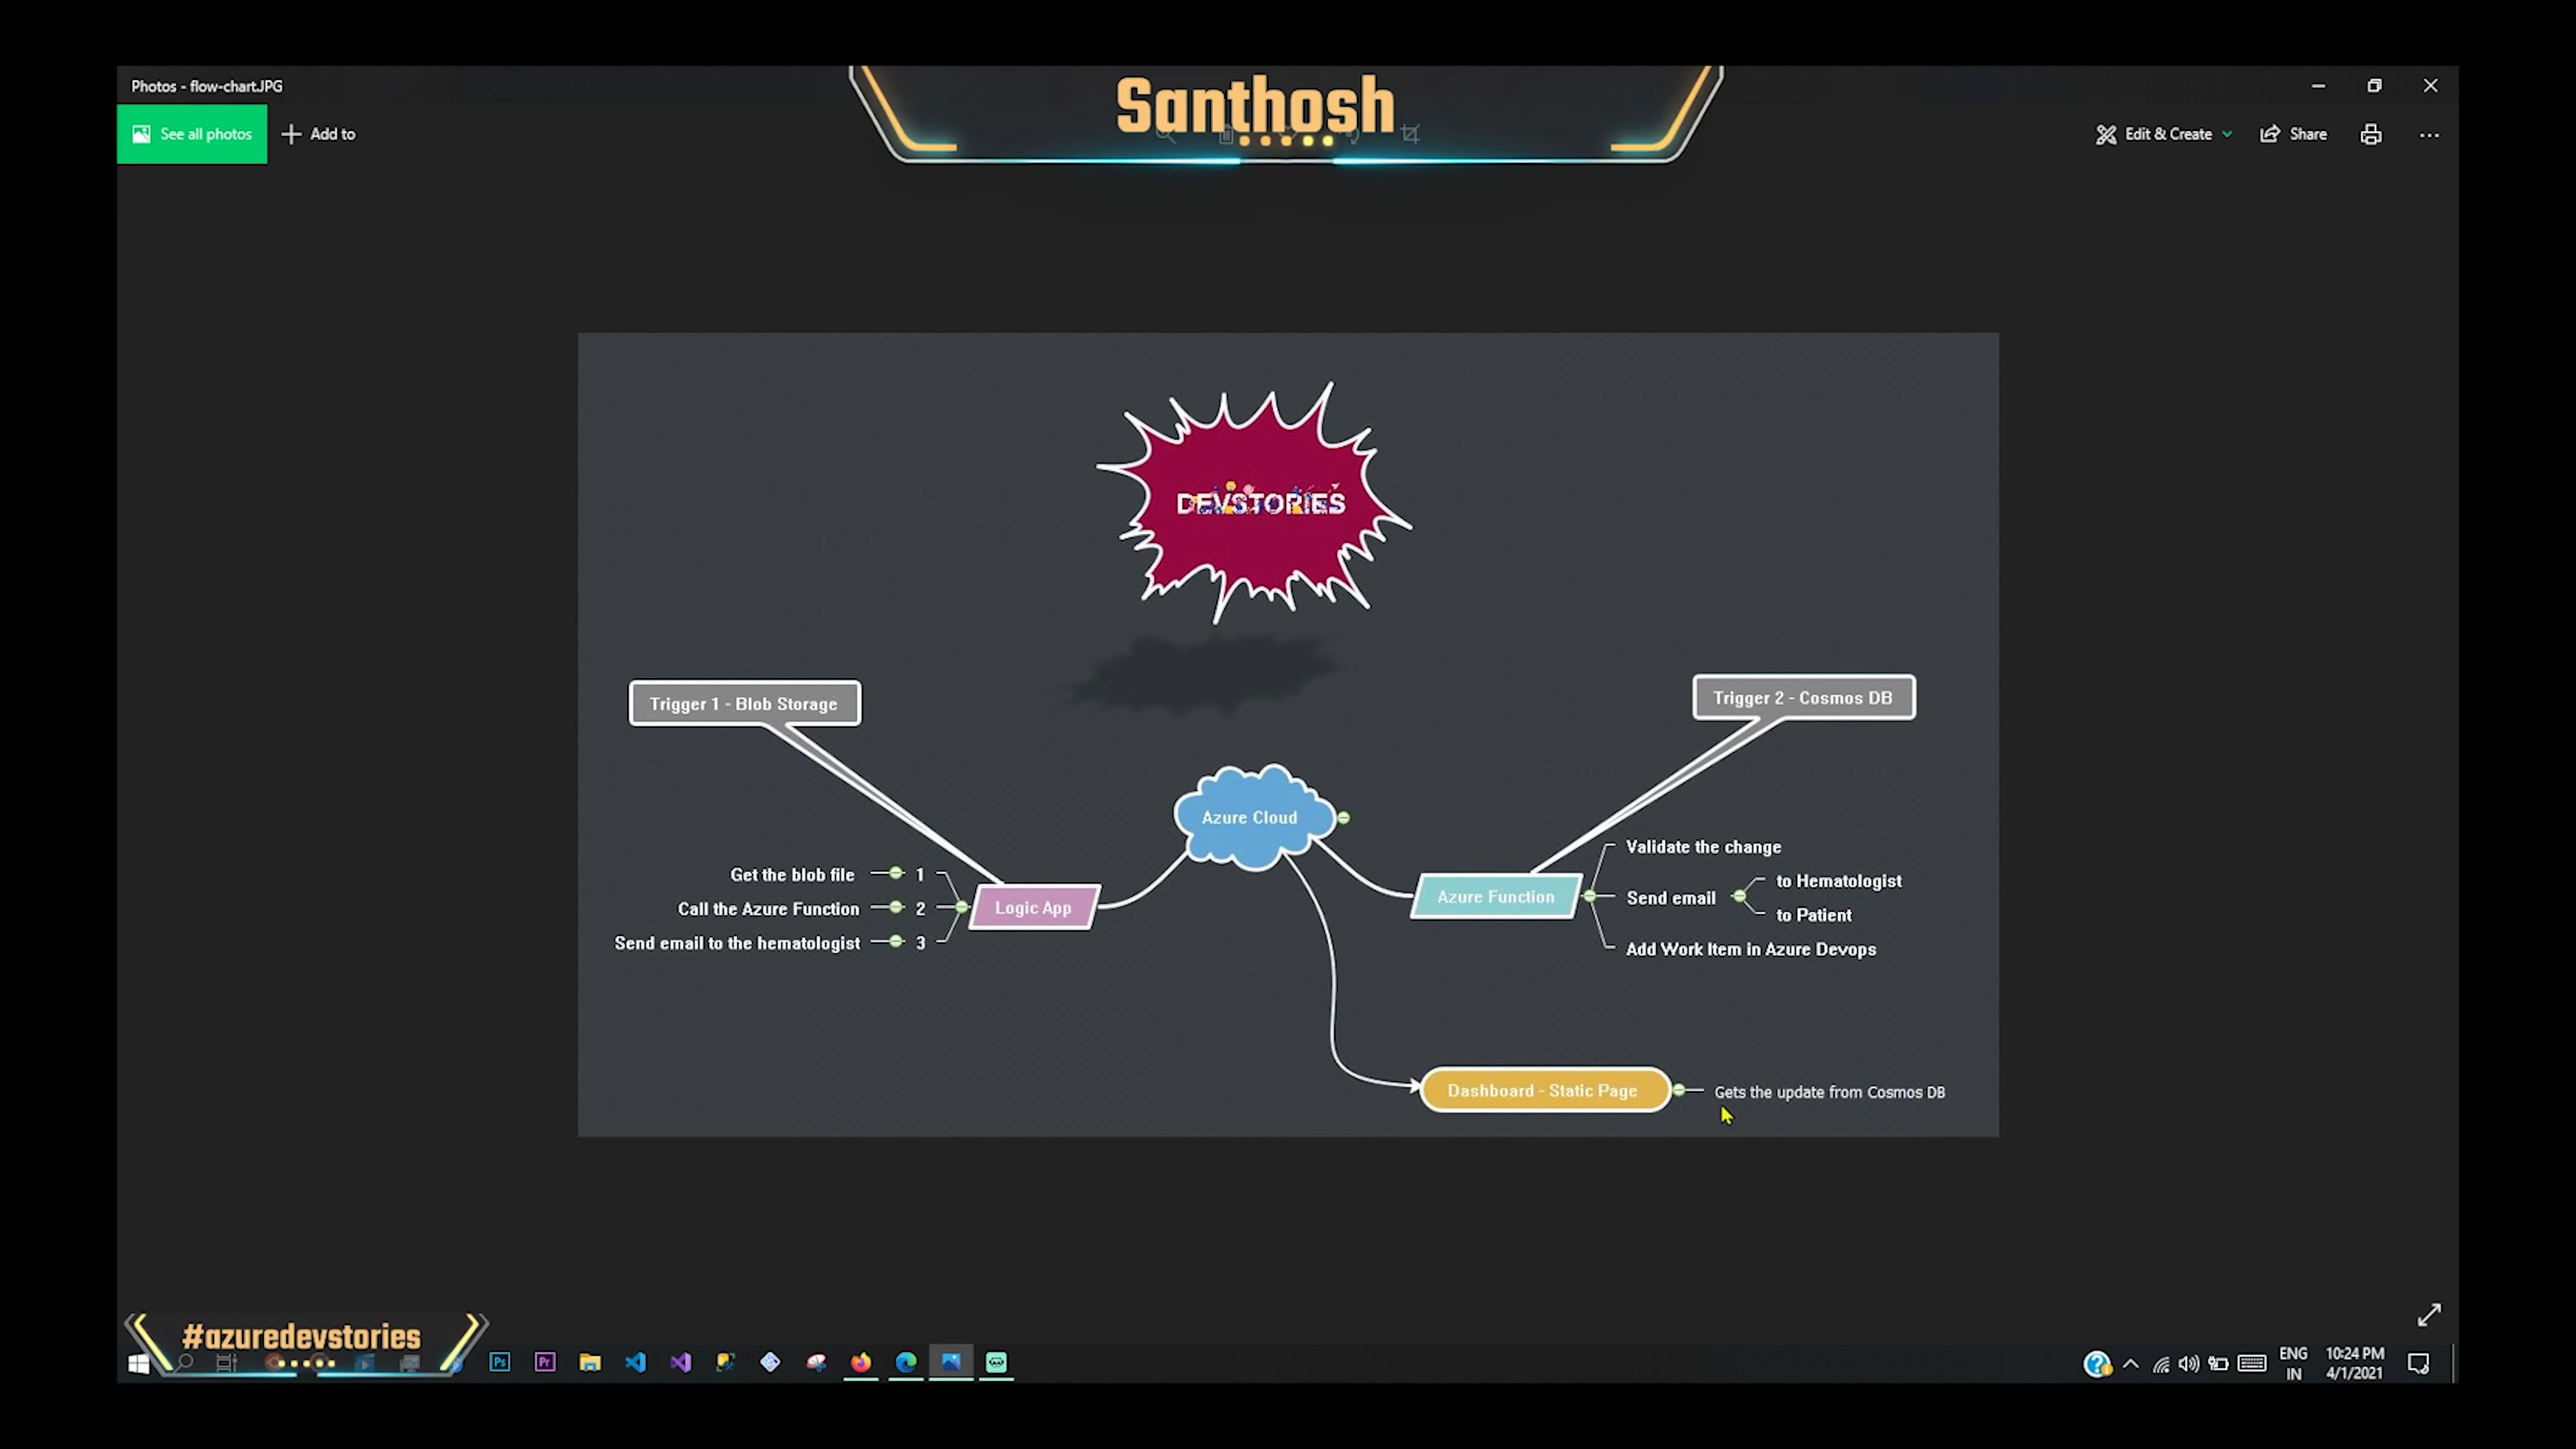 Photos - flow-chart.JPG
Santhosh
See all photos
Add to
Edit & Create
Share
DEVSTORIES
Trigger 1 - Blob Storage
Trigger 2 - Cosmos DB
Azure Cloud
Get the blob file
1
Call the Azure Function
2
Send email to the hematologist
3
Logic App
Azure Function
Validate the change
Send email
to Hematologist
to Patient
Add Work Item in Azure Devops
Dashboard - Static Page
Gets the update from Cosmos DB
#azuredevstories
Ps
Pr
ENG
IN
10:24 PM
4/1/2021